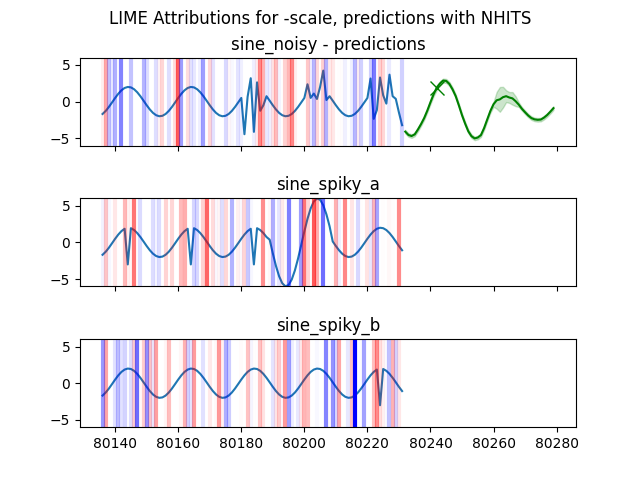 LIME Attributions for -scale, predictions with NHITS
sine_noisy - predictions
5
0
−5
sine_spiky_a
5
0
−5
sine_spiky_b
5
0
−5
80140 80160 80180 80200 80220 80240 80260 80280